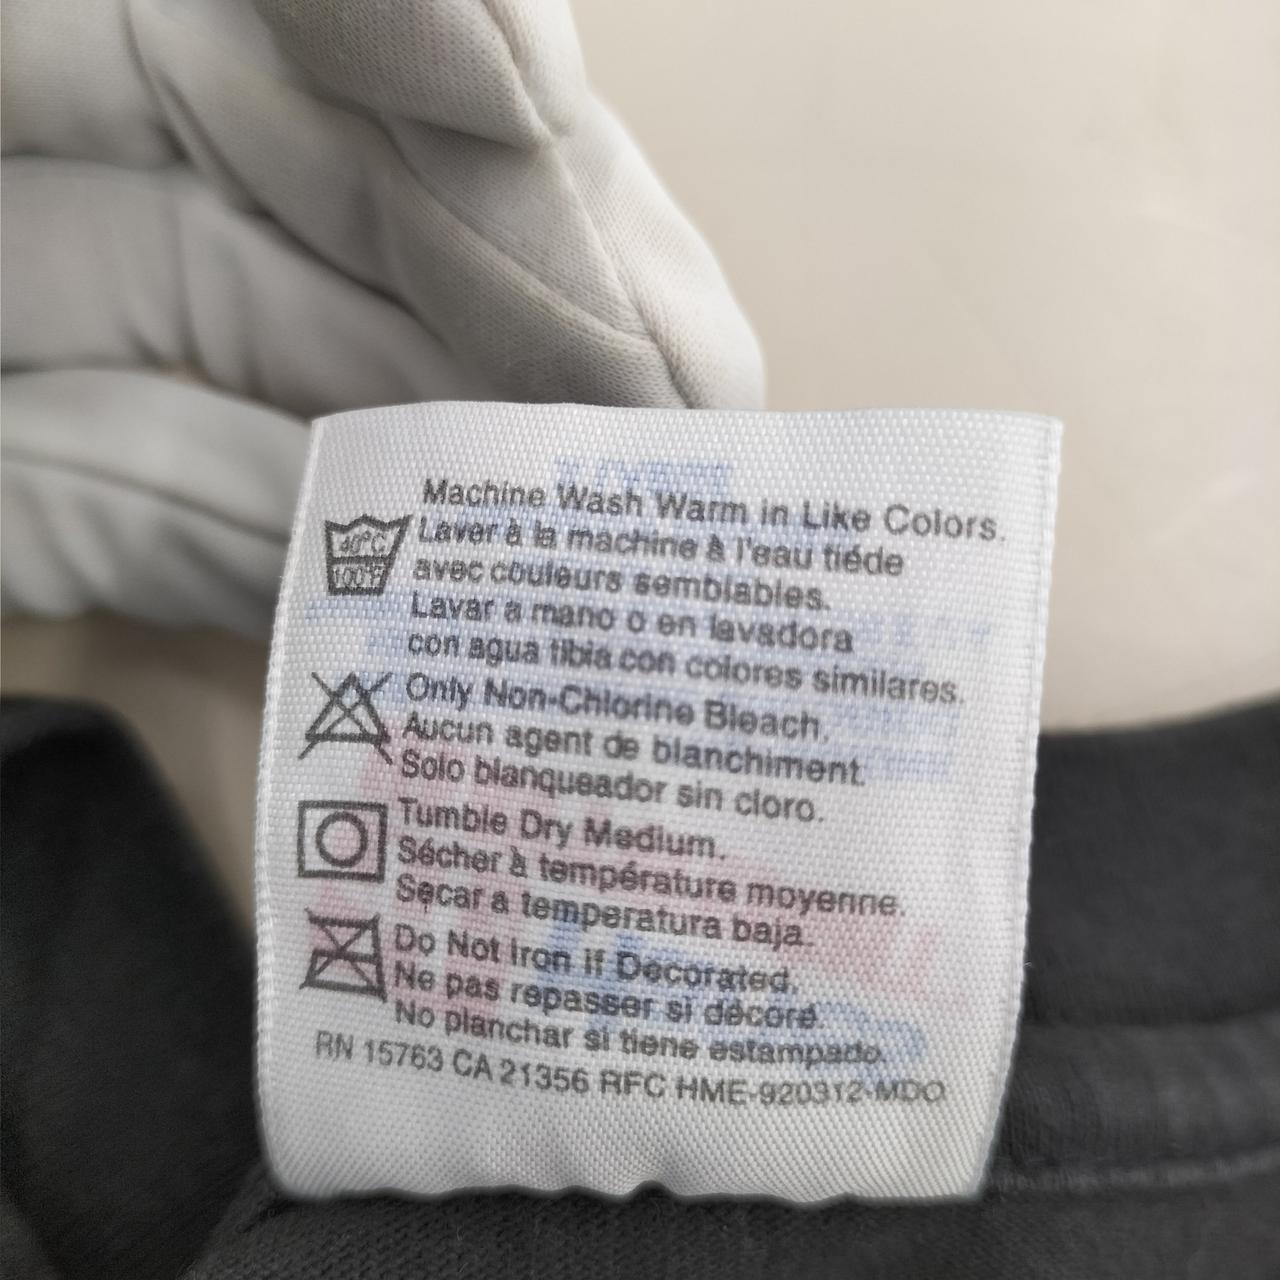 Machine Wash Warm in Like Colors.
40°C
100°F
Laver à la machine à l'eau tiéde
avec couleurs semblables.
Lavar a mano o en lavadora
con agua tibia con colores similares.
Only Non-Chlorine Bleach.
Aucun agent de blanchiment.
Solo blanqueador sin cloro.
Tumble Dry Medium.
Sécher à température moyenne.
Secar a temperatura baja.
Do Not Iron if Decorated.
Ne pas repasser si décoré.
No planchar si tiene estampado.
RN 15763 CA 21356 RFC HME-920312-MDO